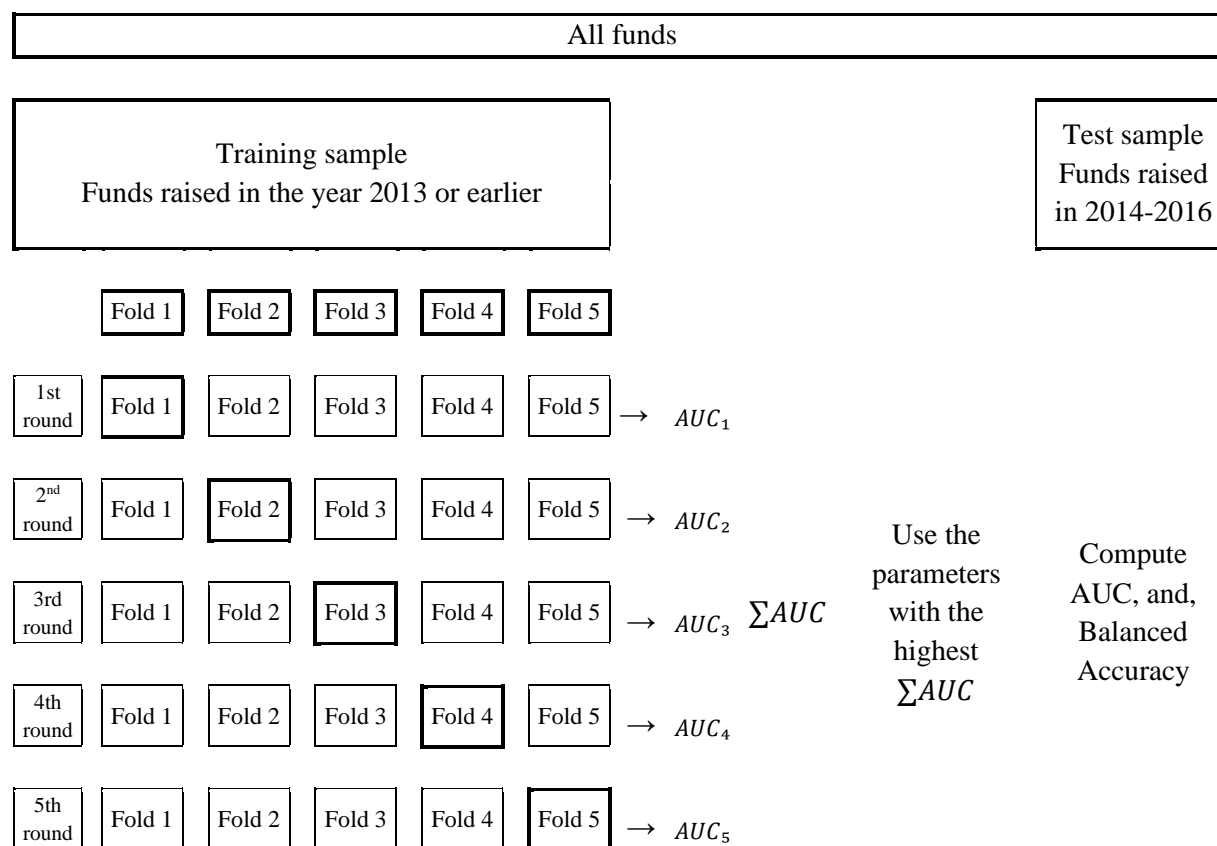 All funds
Training sample
Funds raised in the year 2013 or earlier
Test sample
Funds raised
in 2014-2016
Fold 1 Fold 2 Fold 3 Fold 4 Fold 5
1st
round
Fold 1 Fold 2 Fold 3 Fold 4 Fold 5 → AUC₁
2ⁿᵈ
round
Fold 1 Fold 2 Fold 3 Fold 4 Fold 5 → AUC₂
3rd
round
Fold 1 Fold 2 Fold 3 Fold 4 Fold 5 → AUC₃
4th
round
Fold 1 Fold 2 Fold 3 Fold 4 Fold 5 → AUC₄
5th
round
Fold 1 Fold 2 Fold 3 Fold 4 Fold 5 → AUC₅
∑AUC
Use the
parameters
with the
highest
∑AUC
Compute
AUC, and,
Balanced
Accuracy